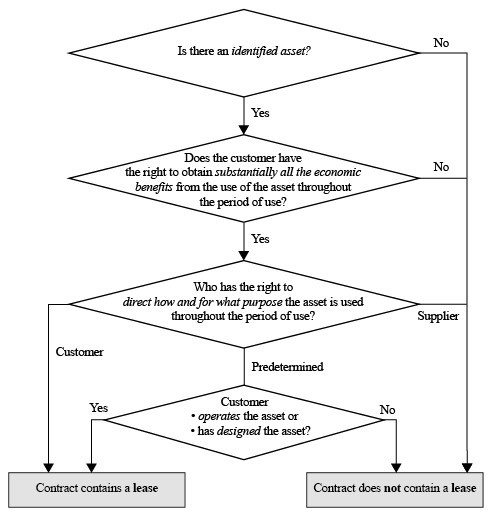 Is there an identified asset?
No
Yes
Does the customer have
the right to obtain substantially all the economic
benefits from the use of the asset throughout
the period of use?
No
Yes
Who has the right to
direct how and for what purpose the asset is used
throughout the period of use?
Supplier
Customer
Predetermined
Customer
• operates the asset or
• has designed the asset?
Yes
No
Contract contains a lease
Contract does not contain a lease